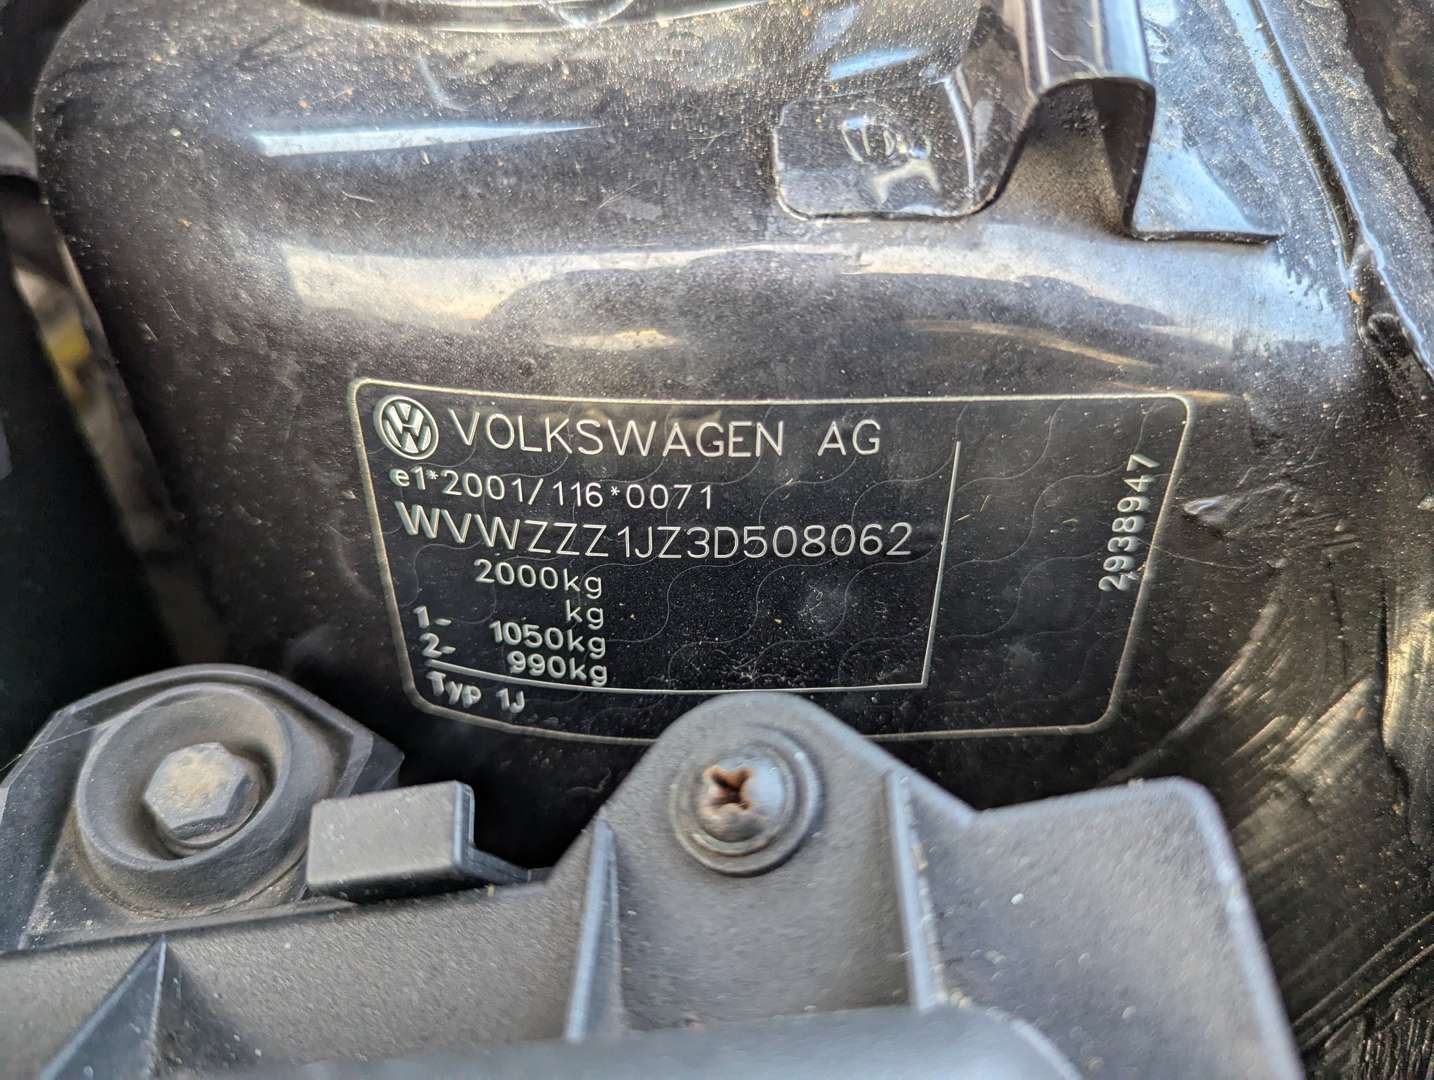 VOLKSWAGEN AG
e1*2001/116*0071
WVWZZZ1JZ3D508062
2000kg
kg
1- 1050kg
2- 990kg
Typ 1J
2938947